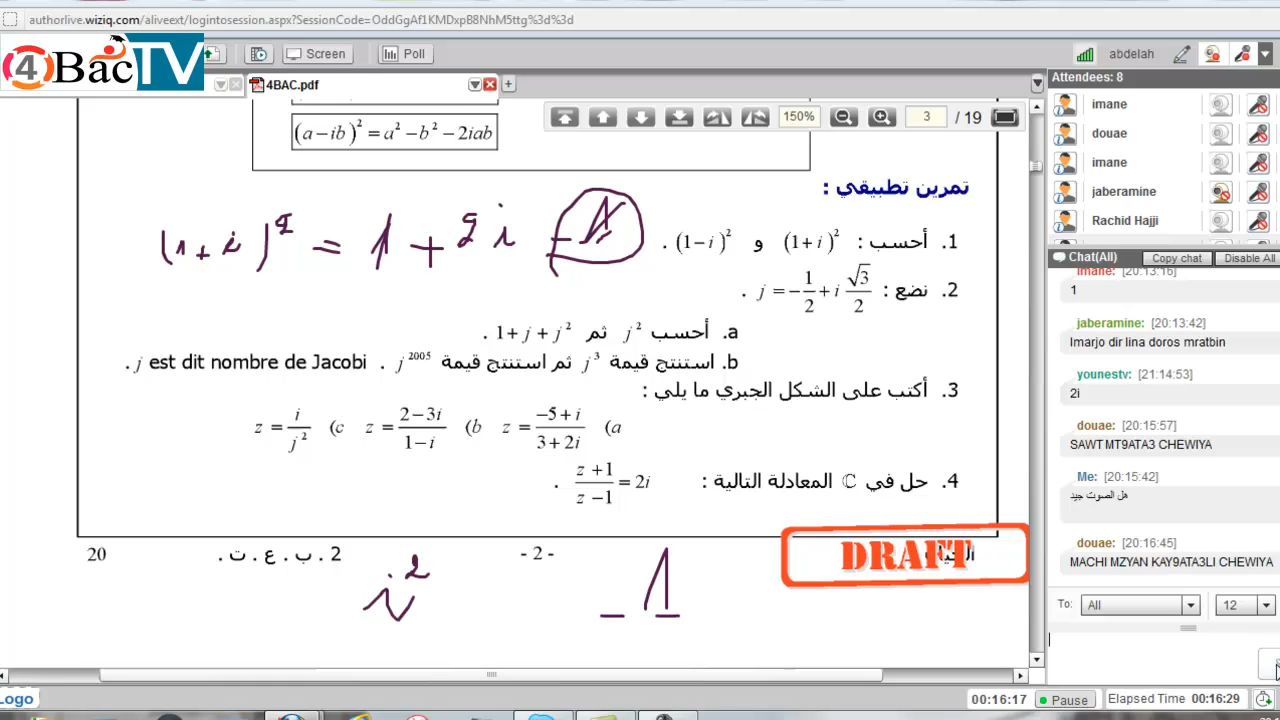 authorlive.wiziq.com/aliveext/logintosession.aspx?SessionCode=OddGgAf1KMDxpB8NhM5ttg%3d%3d
4BacTV
Screen
Poll
abdelah
4BAC.pdf
Attendees: 8
150%
3 / 19
imane
douae
imane
jaberamine
Rachid Hajji
(a−ib)² = a² −b² −2iab
تمرين تطبيقي :
(1+i)² = 1 + 2i −1
1. أحسب : (1+i)² و (1−i)² .
2. نضع : j = −1/2 + i √3/2 .
a. أحسب j² ثم 1+j+j² .
b. استنتج قيمة j³ ثم استنتج قيمة j²⁰⁰⁵ . j est dit nombre de Jacobi .
3. أكتب على الشكل الجبري ما يلي :
a) z = (−5+i)/(3+2i) b) z = (2−3i)/(1−i) c) z = i/j²
4. حل في ℂ المعادلة التالية : (z+1)/(z−1) = 2i .
20
2 . ب . ع . ت .
- 2 -
DRAFT
i² −1
Chat(All)
Copy chat
Disable All
imane: [20:13:16]
1
jaberamine: [20:13:42]
lmarjo dir lina doros mratbin
younestv: [21:14:53]
2i
douae: [20:15:57]
SAWT MT9ATA3 CHEWIYA
Me: [20:15:42]
هل الصوت جيد
douae: [20:16:45]
MACHI MZYAN KAY9ATA3LI CHEWIYA
To: All 12
Logo
00:16:17 Pause Elapsed Time 00:16:29